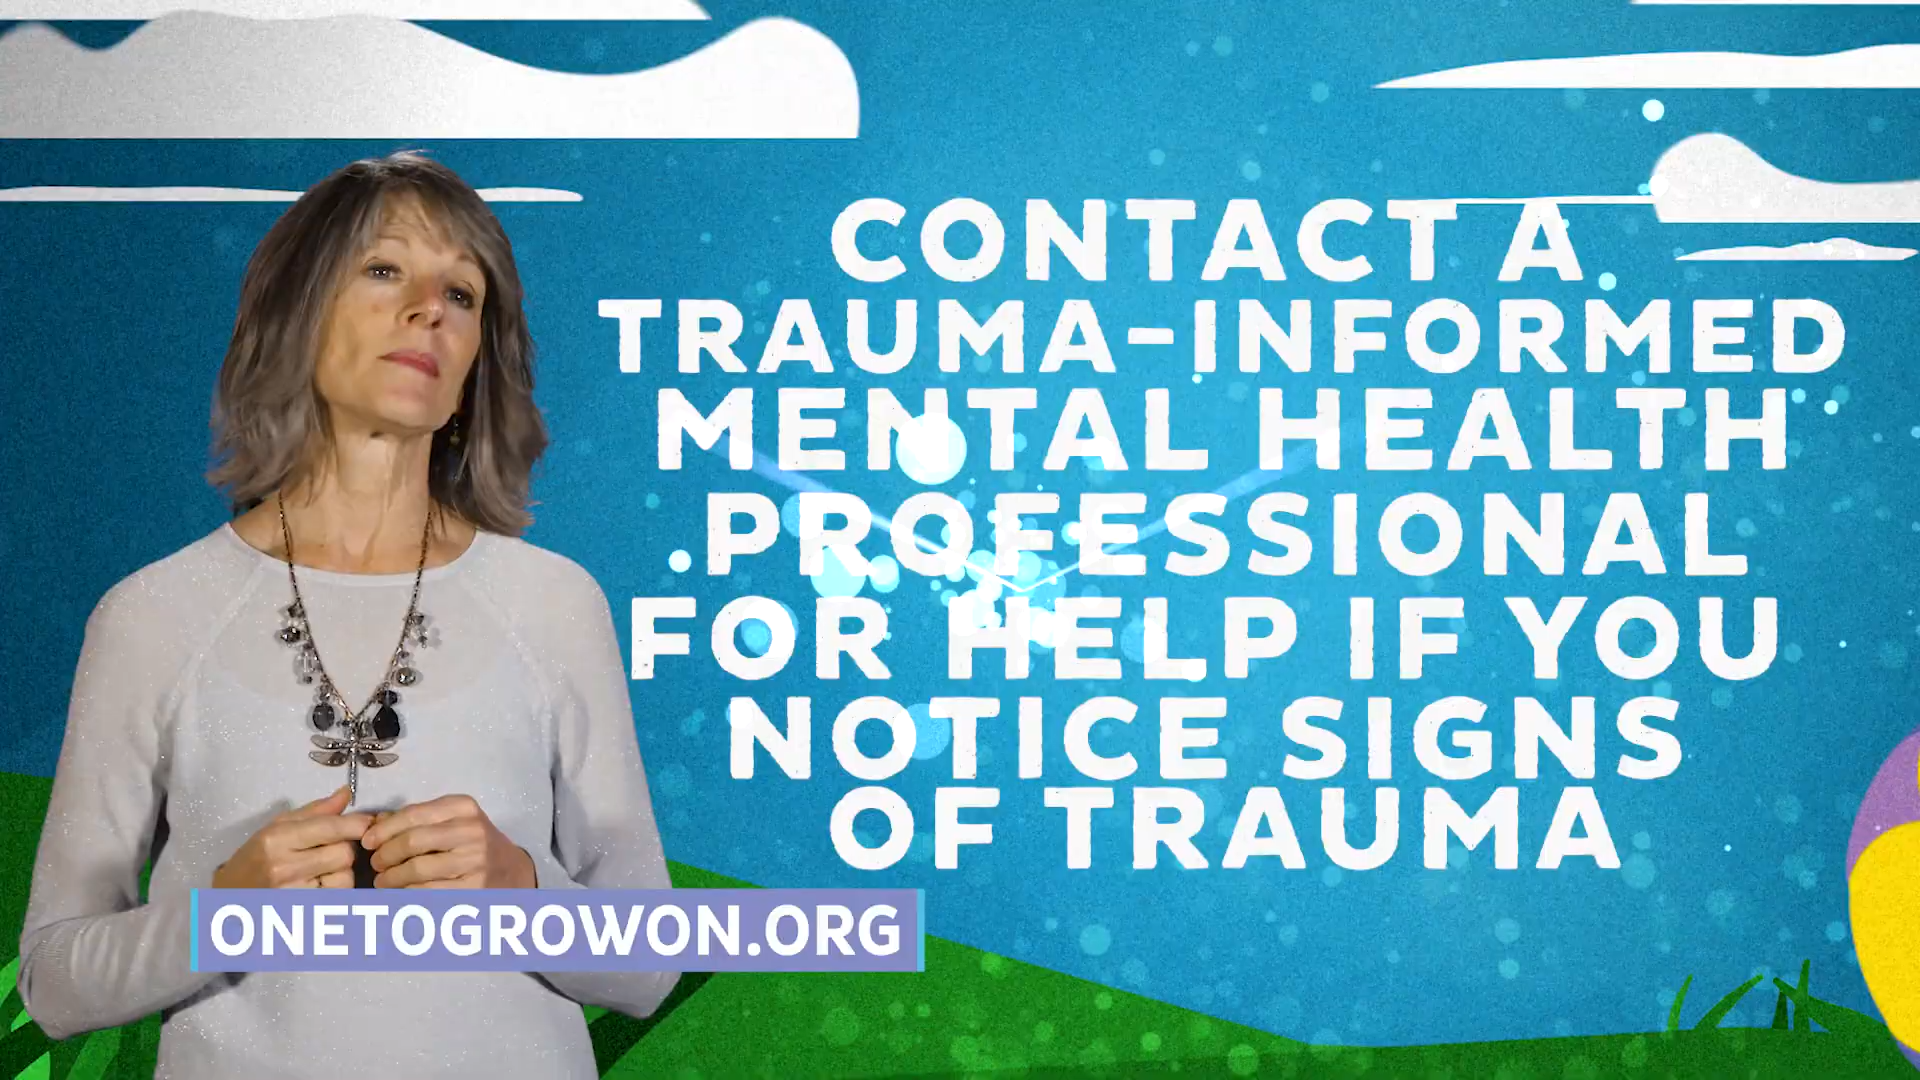 CONTACT A
TRAUMA-INFORMED
MENTAL HEALTH
PROFESSIONAL
FOR HELP IF YOU
NOTICE SIGNS
OF TRAUMA
ONETOGROWON.ORG